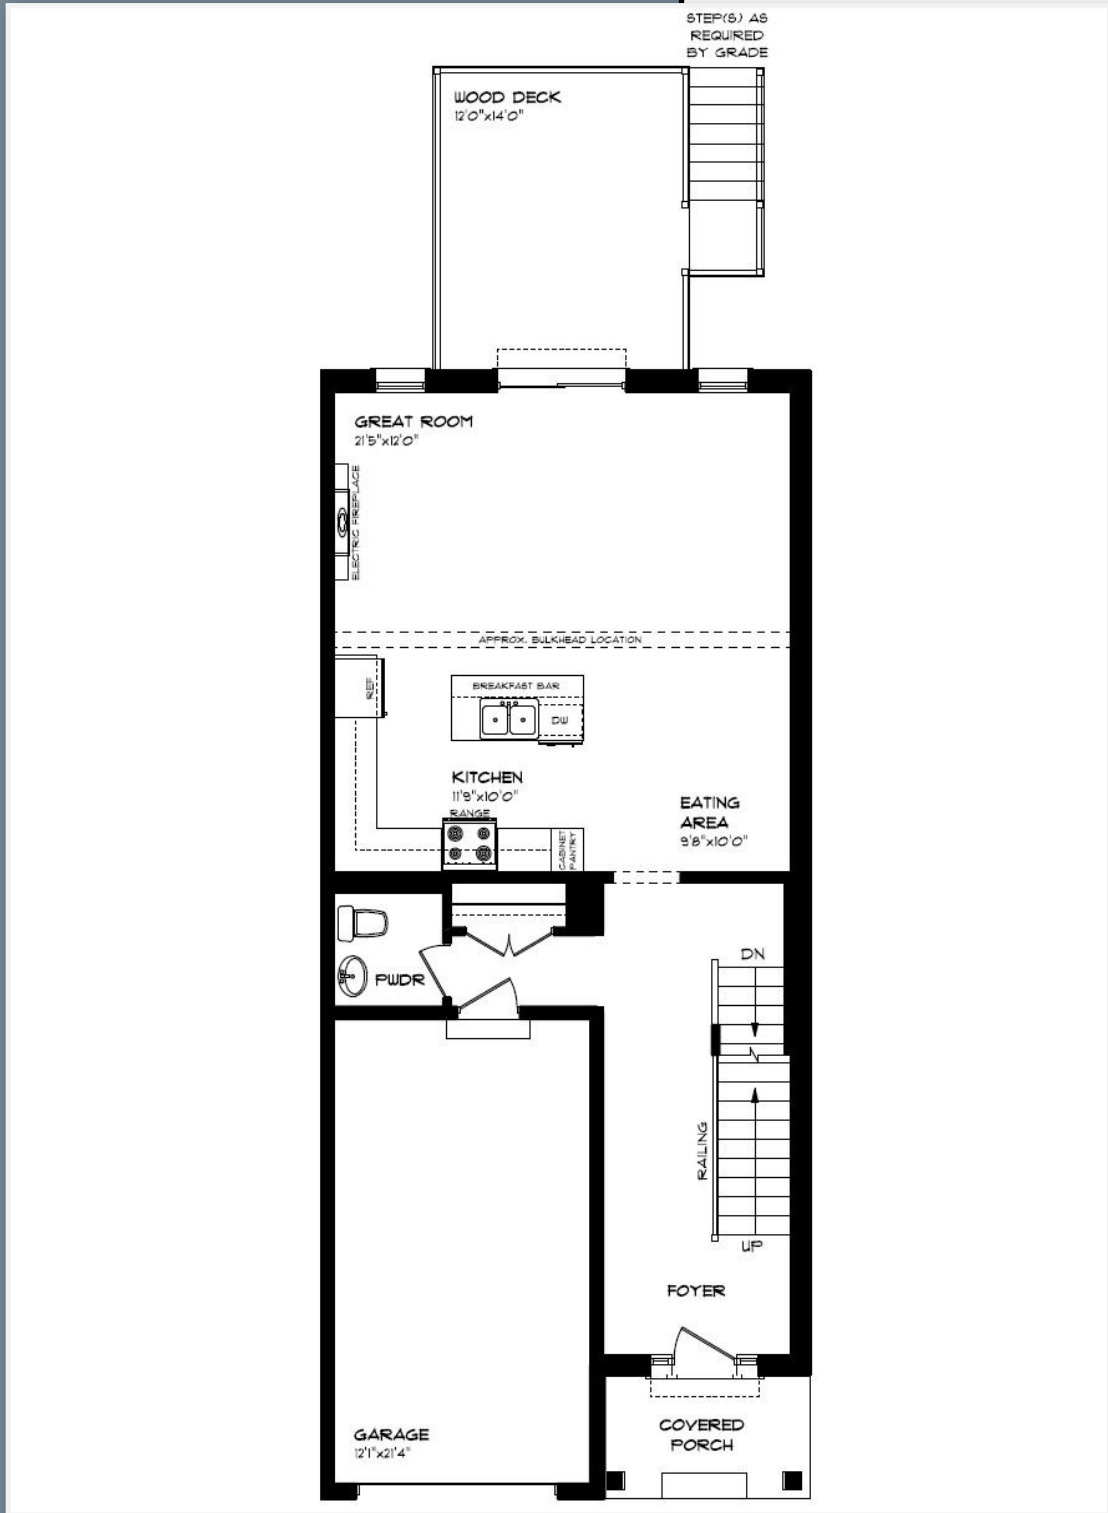 STEP(S) AS
REQUIRED
BY GRADE
WOOD DECK
12'0"x14'0"
GREAT ROOM
21'5"x12'0"
ELECTRIC FIREPLACE
APPROX. BULKHEAD LOCATION
REF
BREAKFAST BAR
DW
KITCHEN
11'9"x10'0"
RANGE
EATING
AREA
9'8"x10'0"
CABINET
PANTRY
PWDR
DN
RAILING
UP
FOYER
GARAGE
12'1"x21'4"
COVERED
PORCH